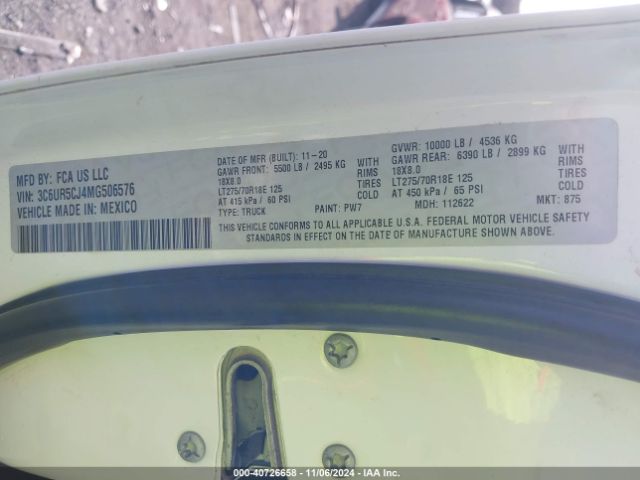 MFD BY: FCA US LLC
VIN: 3C6UR5CJ4MG506576
VEHICLE MADE IN: MEXICO
DATE OF MFR (BUILT): 11-20
GAWR FRONT: 5500 LB / 2495 KG WITH
18X8.0 RIMS
LT275/70R18E 125 TIRES
AT 415 kPa / 60 PSI COLD
TYPE: TRUCK PAINT: PW7
GVWR: 10000 LB / 4536 KG
GAWR REAR: 6390 LB / 2899 KG WITH
18X8.0 RIMS
LT275/70R18E 125 TIRES
AT 450 kPa / 65 PSI COLD
MDH: 112622 MKT: 875
THIS VEHICLE CONFORMS TO ALL APPLICABLE U.S.A. FEDERAL MOTOR VEHICLE SAFETY
STANDARDS IN EFFECT ON THE DATE OF MANUFACTURE SHOWN ABOVE.
00-40726658 - 11/06/2024 - IAA Inc.